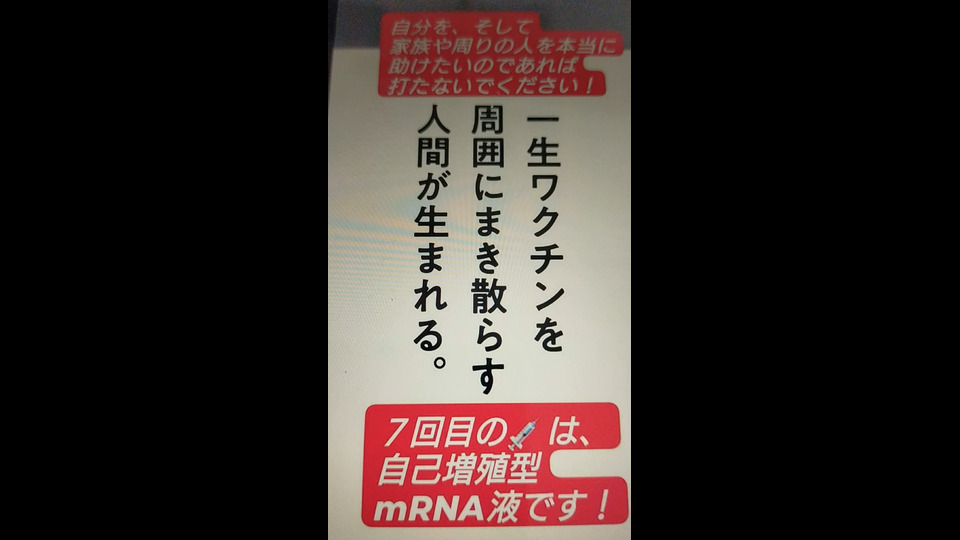 自分を、そして
家族や周りの人を本当に
助けたいのであれば
打たないでください！
一生ワクチンを
周囲にまき散らす
人間が生まれる。
7回目の💉は、
自己増殖型
mRNA液です！